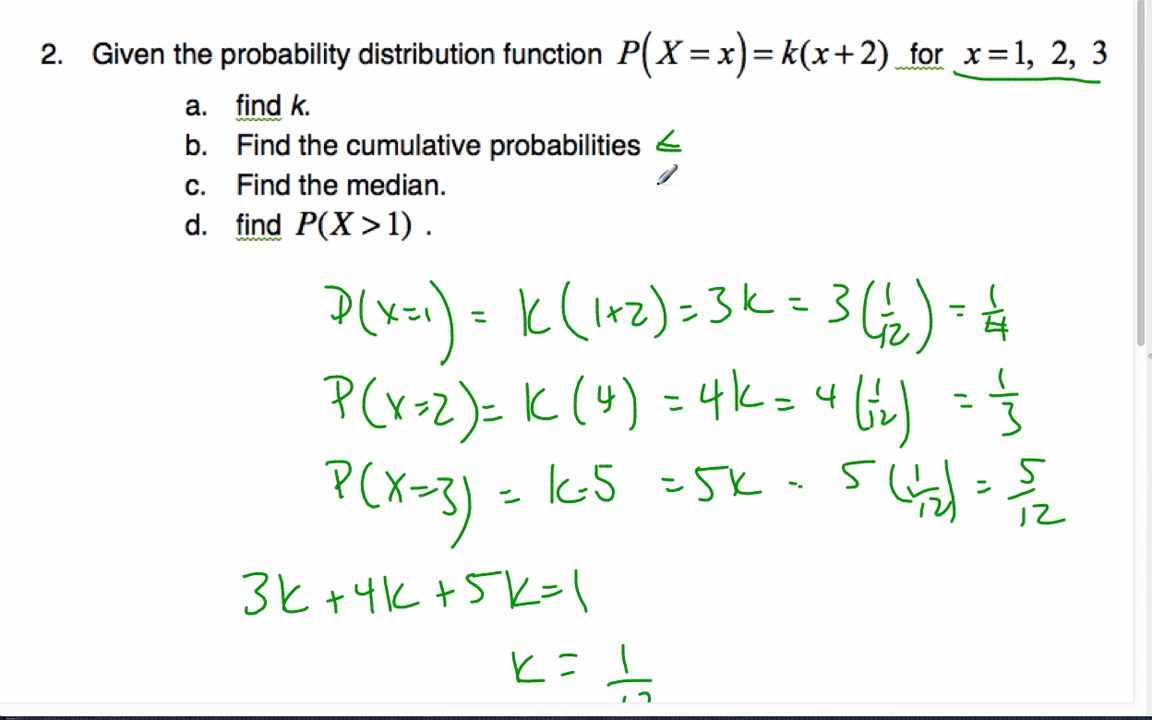 2. Given the probability distribution function P(X = x) = k(x + 2) for x = 1, 2, 3
a. find k.
b. Find the cumulative probabilities ≤
c. Find the median.
d. find P(X > 1) .
P(x=1) = k(1+2) = 3k = 3(1/12) = 1/4
P(x=2) = k(4) = 4k = 4(1/12) = 1/3
P(x=3) = k·5 = 5k - 5(1/12) = 5/12
3k + 4k + 5k = 1
k = 1/12